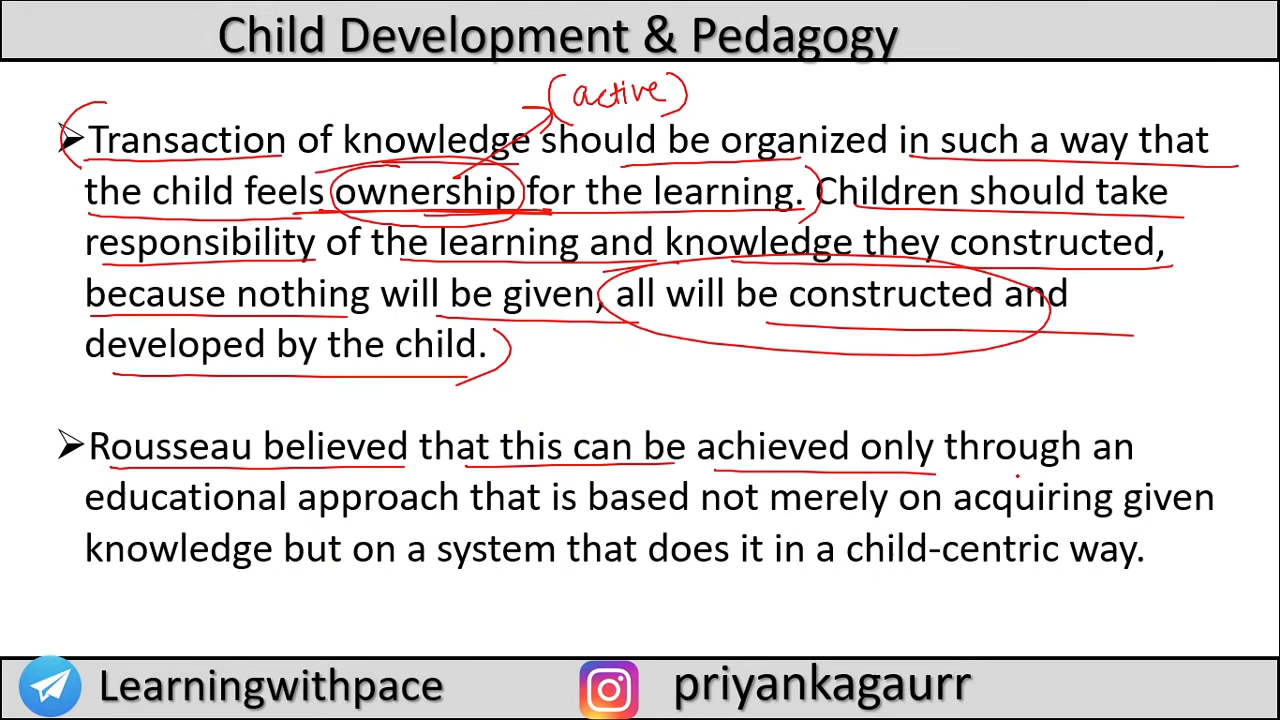 Child Development & Pedagogy
(active)
➤Transaction of knowledge should be organized in such a way that
the child feels ownership for the learning. Children should take
responsibility of the learning and knowledge they constructed,
because nothing will be given, all will be constructed and
developed by the child.
➤Rousseau believed that this can be achieved only through an
educational approach that is based not merely on acquiring given
knowledge but on a system that does it in a child-centric way.
Learningwithpace
priyankagaurr